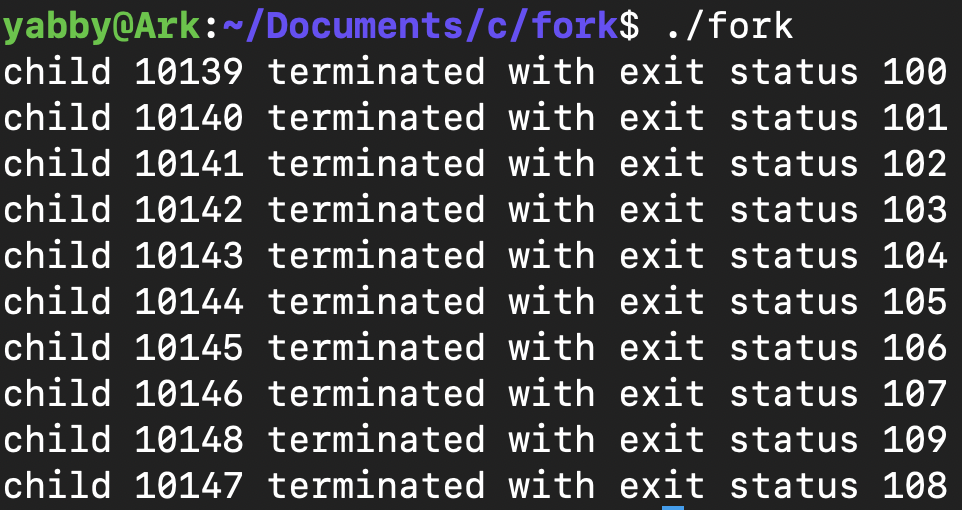 yabby@Ark:~/Documents/c/fork$ ./fork
child 10139 terminated with exit status 100
child 10140 terminated with exit status 101
child 10141 terminated with exit status 102
child 10142 terminated with exit status 103
child 10143 terminated with exit status 104
child 10144 terminated with exit status 105
child 10145 terminated with exit status 106
child 10146 terminated with exit status 107
child 10148 terminated with exit status 109
child 10147 terminated with exit status 108